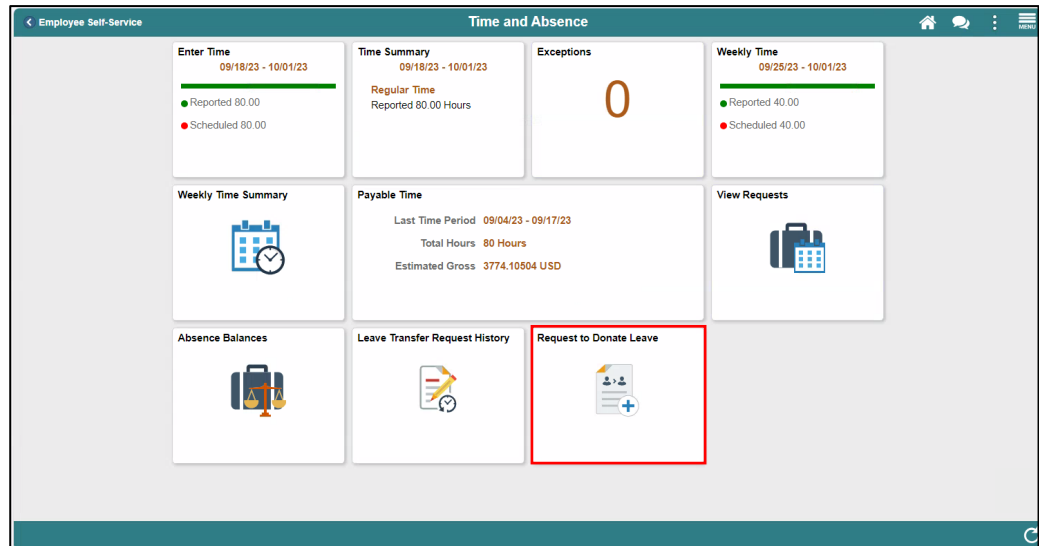 Employee Self-Service
Time and Absence
MENU
Enter Time
09/18/23 - 10/01/23
Reported 80.00
Scheduled 80.00
Time Summary
09/18/23 - 10/01/23
Regular Time
Reported 80.00 Hours
Exceptions
0
Weekly Time
09/25/23 - 10/01/23
Reported 40.00
Scheduled 40.00
Weekly Time Summary
Payable Time
Last Time Period 09/04/23 - 09/17/23
Total Hours 80 Hours
Estimated Gross 3774.10504 USD
View Requests
Absence Balances
Leave Transfer Request History
Request to Donate Leave